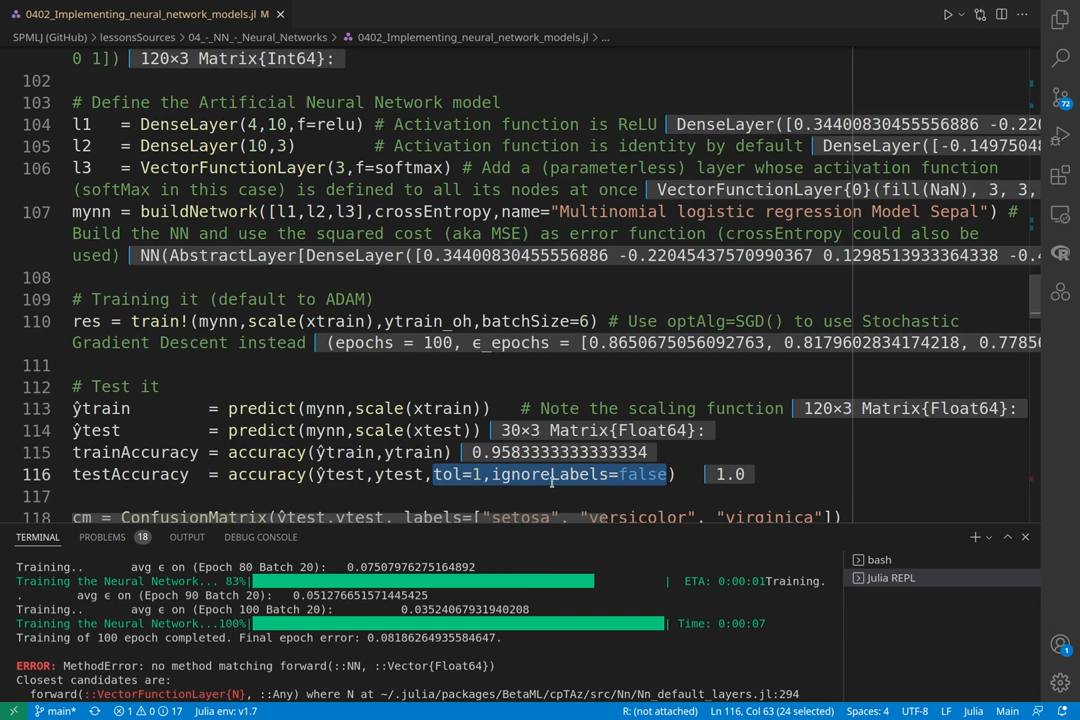 0402_Implementing_neural_network_models.jl M
SPMLJ (GitHub) > lessonsSources > 04_-_NN_-_Neural_Networks > 0402_Implementing_neural_network_models.jl > ...
0 1]) 120×3 Matrix{Int64}:
102
103 # Define the Artificial Neural Network model
104 l1 = DenseLayer(4,10,f=relu) # Activation function is ReLU DenseLayer([0.34400830455556886 -0.220
105 l2 = DenseLayer(10,3) # Activation function is identity by default DenseLayer([-0.14975048
106 l3 = VectorFunctionLayer(3,f=softmax) # Add a (parameterless) layer whose activation function
(softMax in this case) is defined to all its nodes at once VectorFunctionLayer{0}(fill(NaN), 3, 3,
107 mynn = buildNetwork([l1,l2,l3],crossEntropy,name="Multinomial logistic regression Model Sepal") #
Build the NN and use the squared cost (aka MSE) as error function (crossEntropy could also be
used) NN(AbstractLayer[DenseLayer([0.34400830455556886 -0.22045437570990367 0.1298513933364338 -0.4
108
109 # Training it (default to ADAM)
110 res = train!(mynn,scale(xtrain),ytrain_oh,batchSize=6) # Use optAlg=SGD() to use Stochastic
Gradient Descent instead (epochs = 100, ϵ_epochs = [0.8650675056092763, 0.8179602834174218, 0.7785
111
112 # Test it
113 ŷtrain = predict(mynn,scale(xtrain)) # Note the scaling function 120×3 Matrix{Float64}:
114 ŷtest = predict(mynn,scale(xtest)) 30×3 Matrix{Float64}:
115 trainAccuracy = accuracy(ŷtrain,ytrain) 0.9583333333333334
116 testAccuracy = accuracy(ŷtest,ytest,tol=1,ignoreLabels=false) 1.0
117
118 cm = ConfusionMatrix(ŷtest,ytest, labels=["setosa", "versicolor", "virginica"])
TERMINAL PROBLEMS 18 OUTPUT DEBUG CONSOLE
Training.. avg ϵ on (Epoch 80 Batch 20): 0.07507976275164892
Training the Neural Network... 83%| | ETA: 0:00:01Training.
. avg ϵ on (Epoch 90 Batch 20): 0.051276651571445425
Training.. avg ϵ on (Epoch 100 Batch 20): 0.03524067931940208
Training the Neural Network...100%| | Time: 0:00:07
Training of 100 epoch completed. Final epoch error: 0.08186264935584647.
ERROR: MethodError: no method matching forward(::NN, ::Vector{Float64})
Closest candidates are:
forward(::VectorFunctionLayer{N}, ::Any) where N at ~/.julia/packages/BetaML/cpTAz/src/Nn/Nn_default_layers.jl:294
bash
Julia REPL
72
1
main* 1 0 17 Julia env: v1.7 R: (not attached) Ln 116, Col 63 (24 selected) Spaces: 4 UTF-8 LF Julia Main